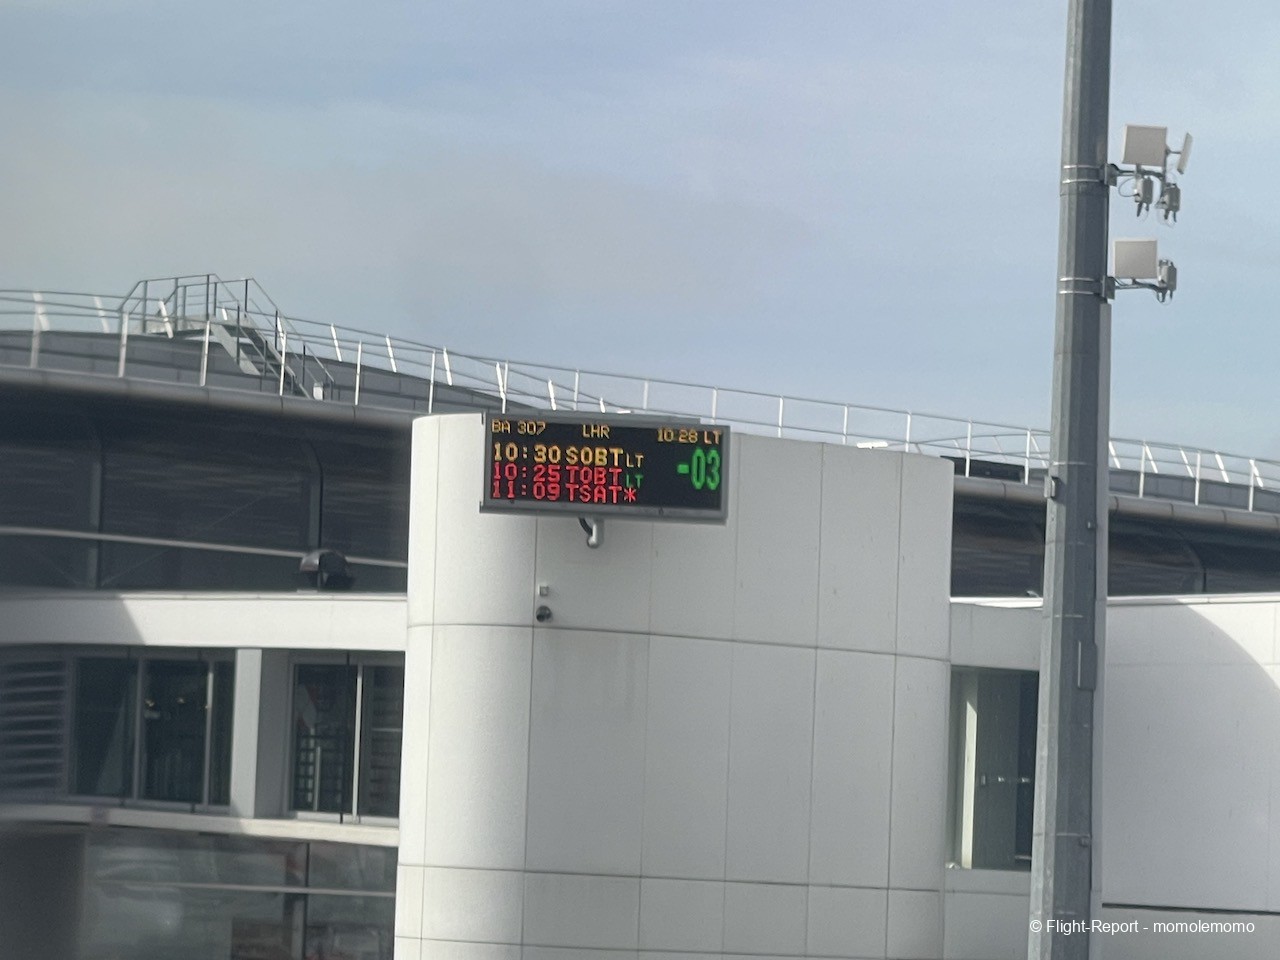 BA 307 LHR 10:28 LT
10:30 SOBT LT
-03
10:25 TOBT LT
11:09 TSAT*
© Flight-Report - momolemomo